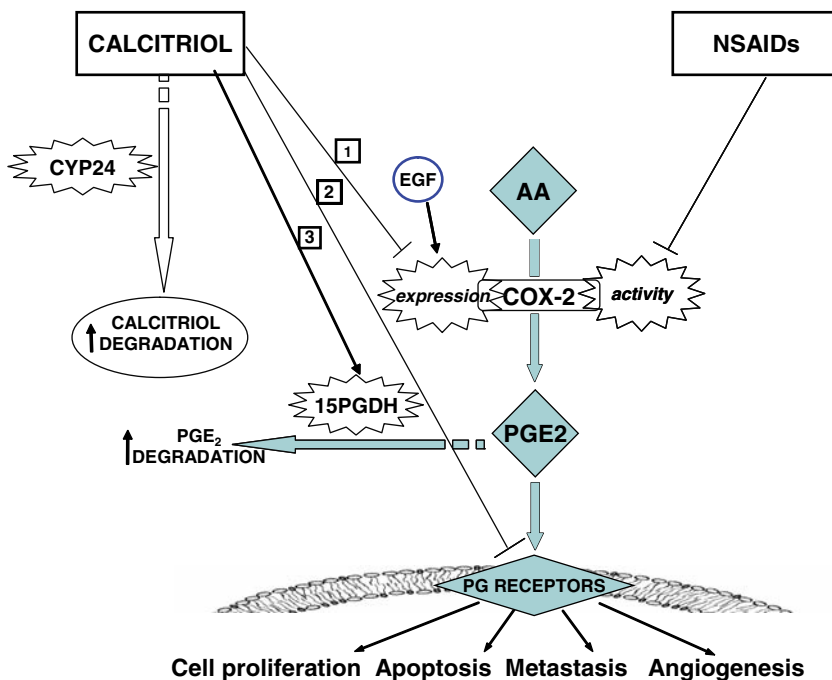 CALCITRIOL
NSAIDs
1
CYP24
2
EGF
AA
3
expression
COX-2
activity
CALCITRIOL
DEGRADATION
15PGDH
PGE₂
DEGRADATION
PGE2
PG RECEPTORS
Cell proliferation Apoptosis Metastasis Angiogenesis